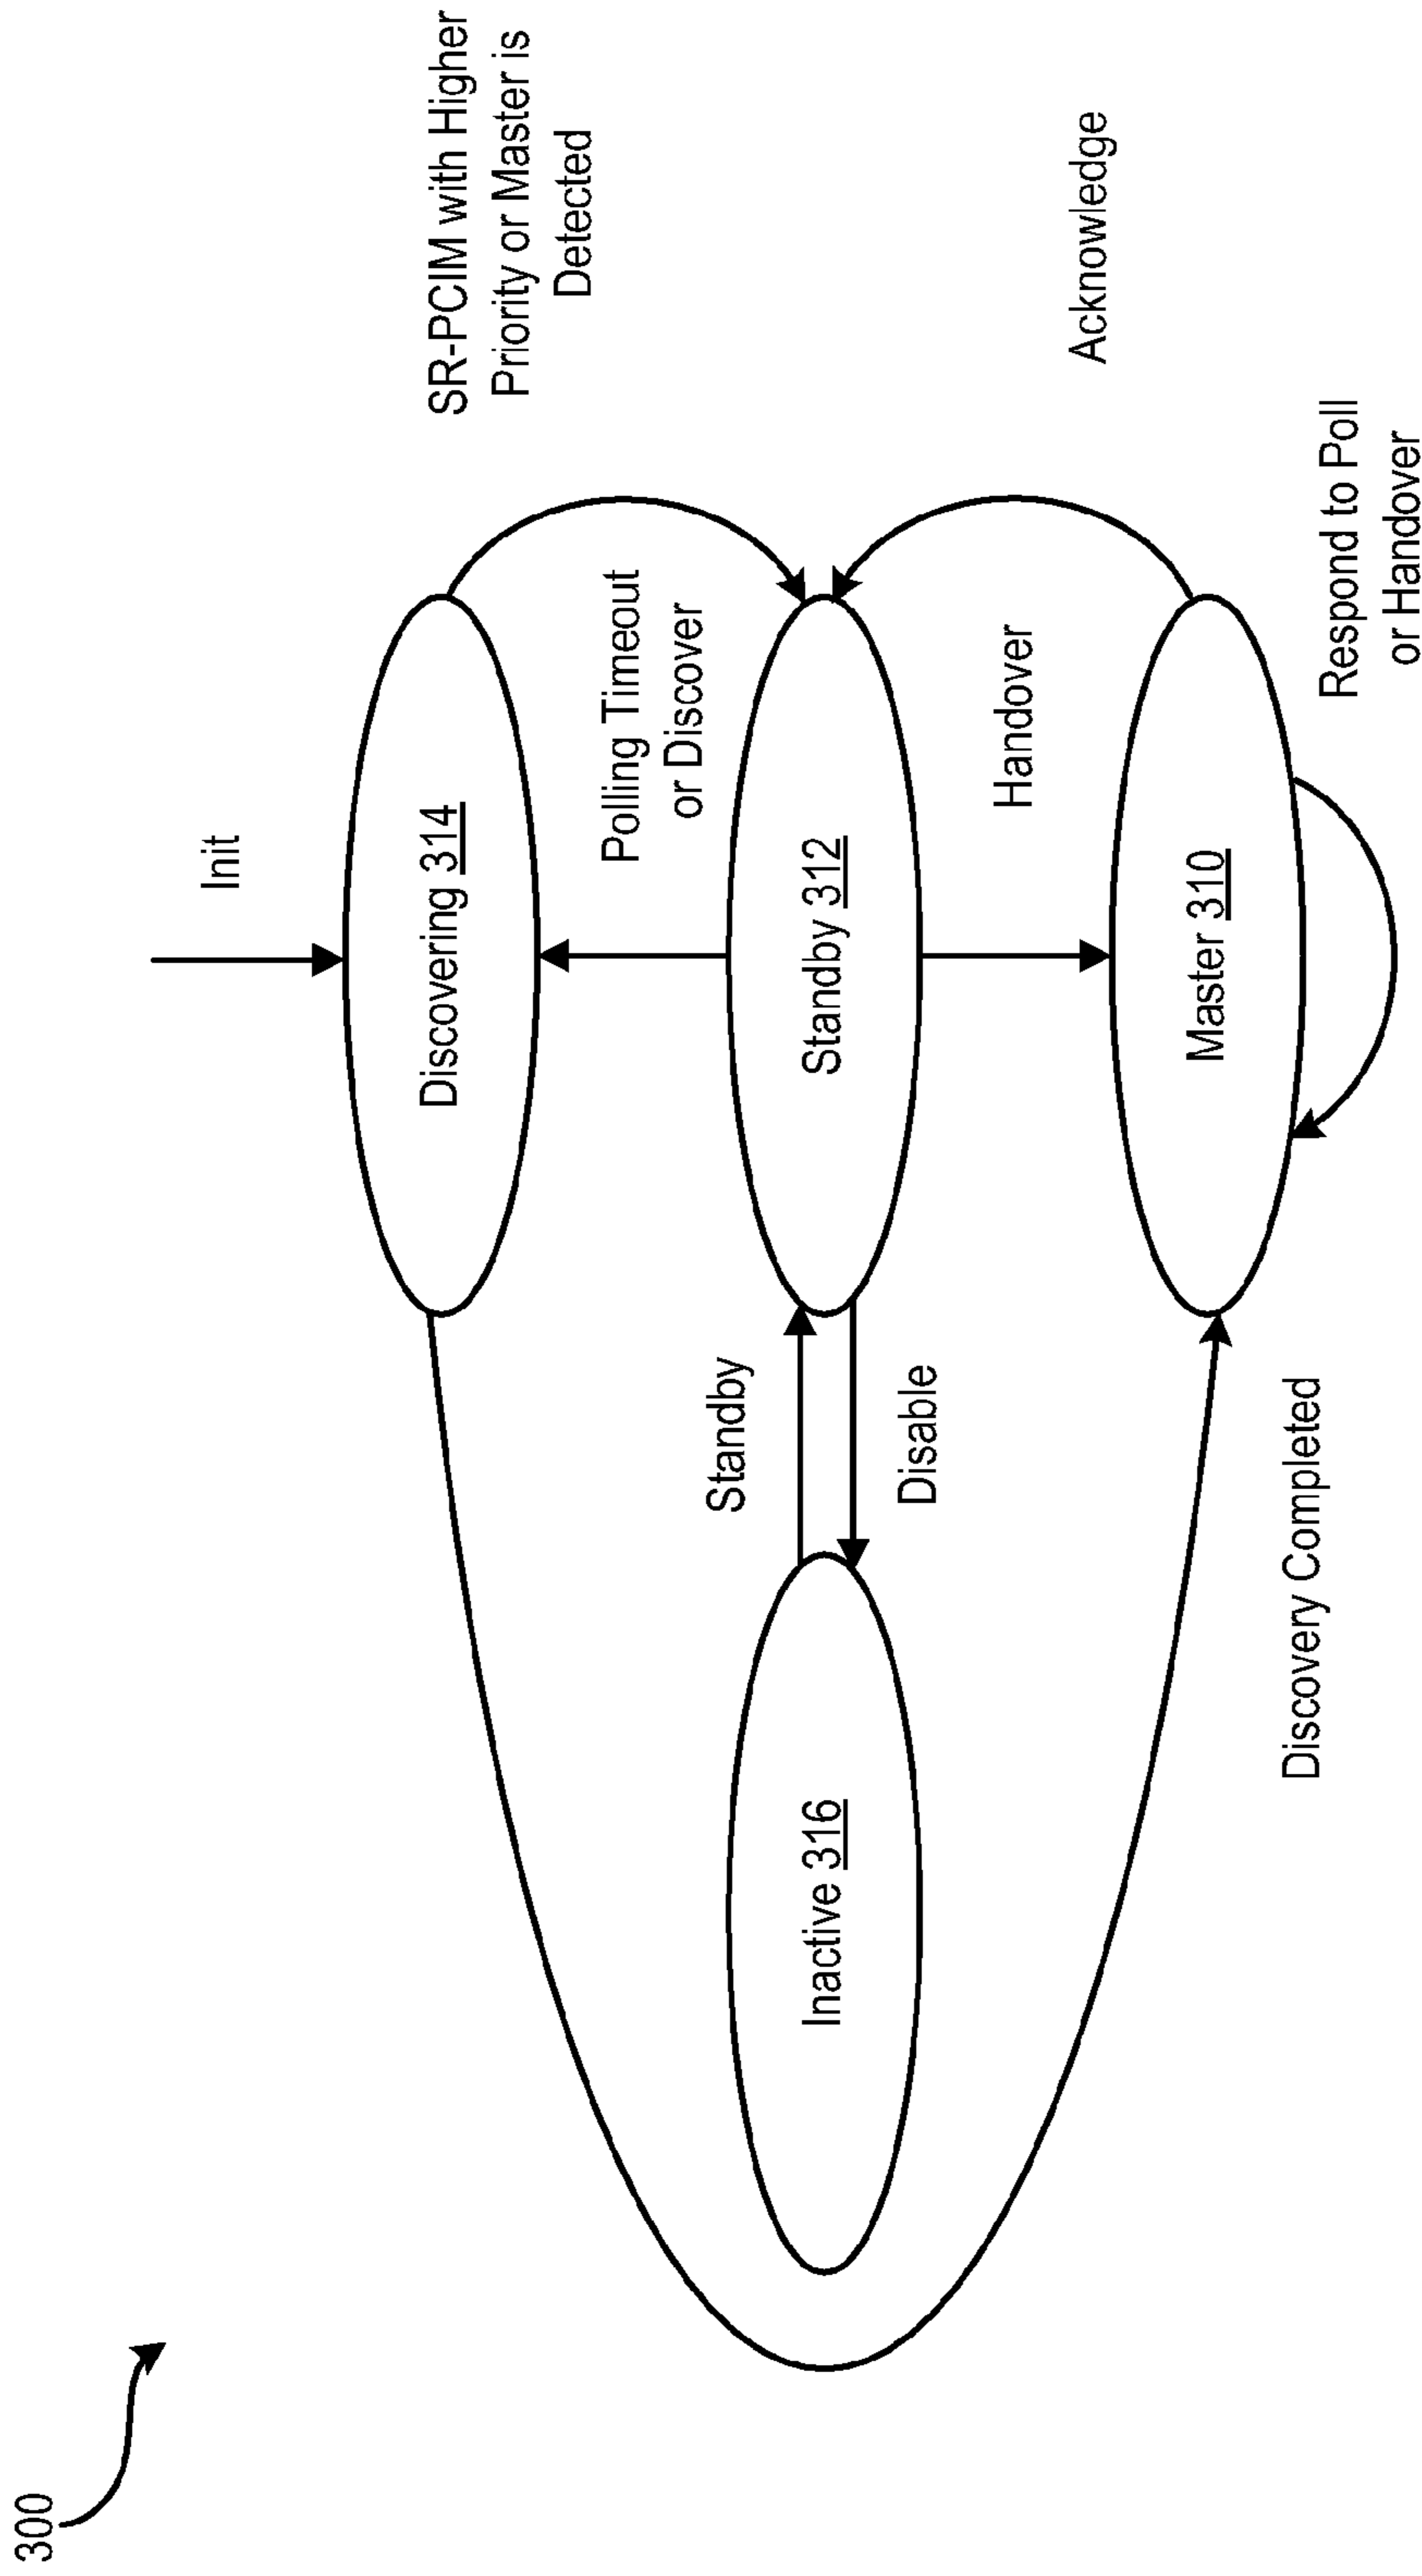 300
Init
Discovering 314
SR-PCIM with Higher
Priority or Master is
Detected
Polling Timeout
or Discover
Standby
Inactive 316
Standby 312
Disable
Handover
Acknowledge
Master 310
Discovery Completed
Respond to Poll
or Handover